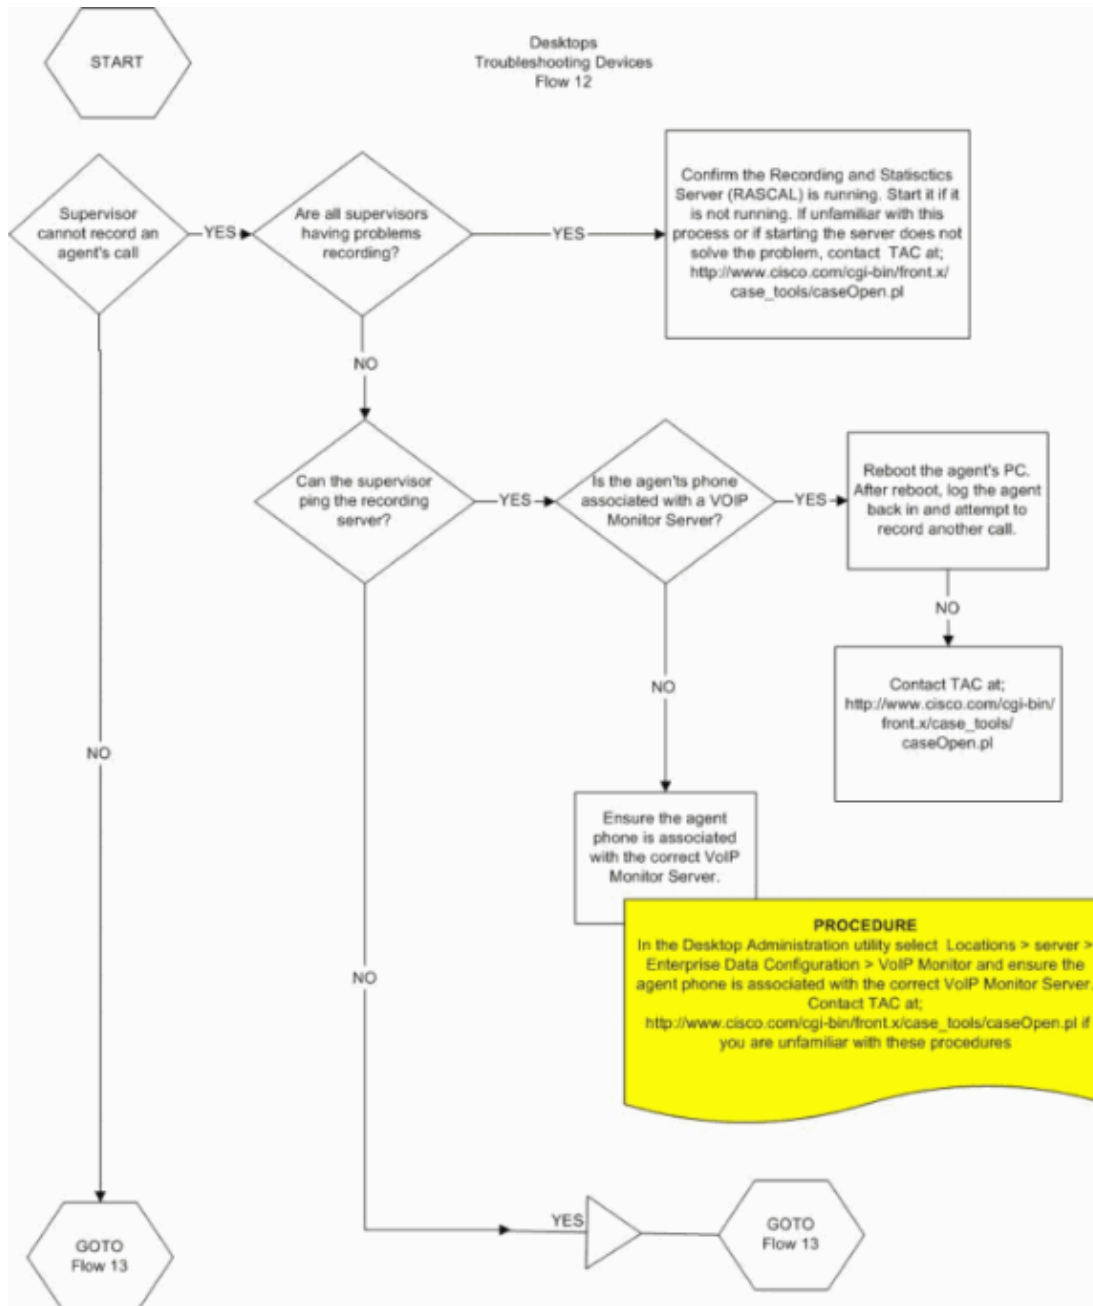 START
Desktops
Troubleshooting Devices
Flow 12
Supervisor
cannot record an
agent's call
YES
Are all supervisors
having problems
recording?
YES
Confirm the Recording and Statisctics
Server (RASCAL) is running. Start it if it
is not running. If unfamiliar with this
process or if starting the server does not
solve the problem, contact TAC at;
http://www.cisco.com/cgi-bin/front.x/
case_tools/caseOpen.pl
NO
Can the supervisor
ping the recording
server?
YES
Is the agen'ts phone
associated with a VOIP
Monitor Server?
YES
Reboot the agent's PC.
After reboot, log the agent
back in and attempt to
record another call.
NO
Contact TAC at;
http://www.cisco.com/cgi-bin/
front.x/case_tools/
caseOpen.pl
NO
NO
Ensure the agent
phone is associated
with the correct VoIP
Monitor Server.
PROCEDURE
In the Desktop Administration utility select Locations > server >
Enterprise Data Configuration > VoIP Monitor and ensure the
agent phone is associated with the correct VoIP Monitor Server.
Contact TAC at;
http://www.cisco.com/cgi-bin/front.x/case_tools/caseOpen.pl if
you are unfamiliar with these procedures
NO
YES
GOTO
Flow 13
GOTO
Flow 13